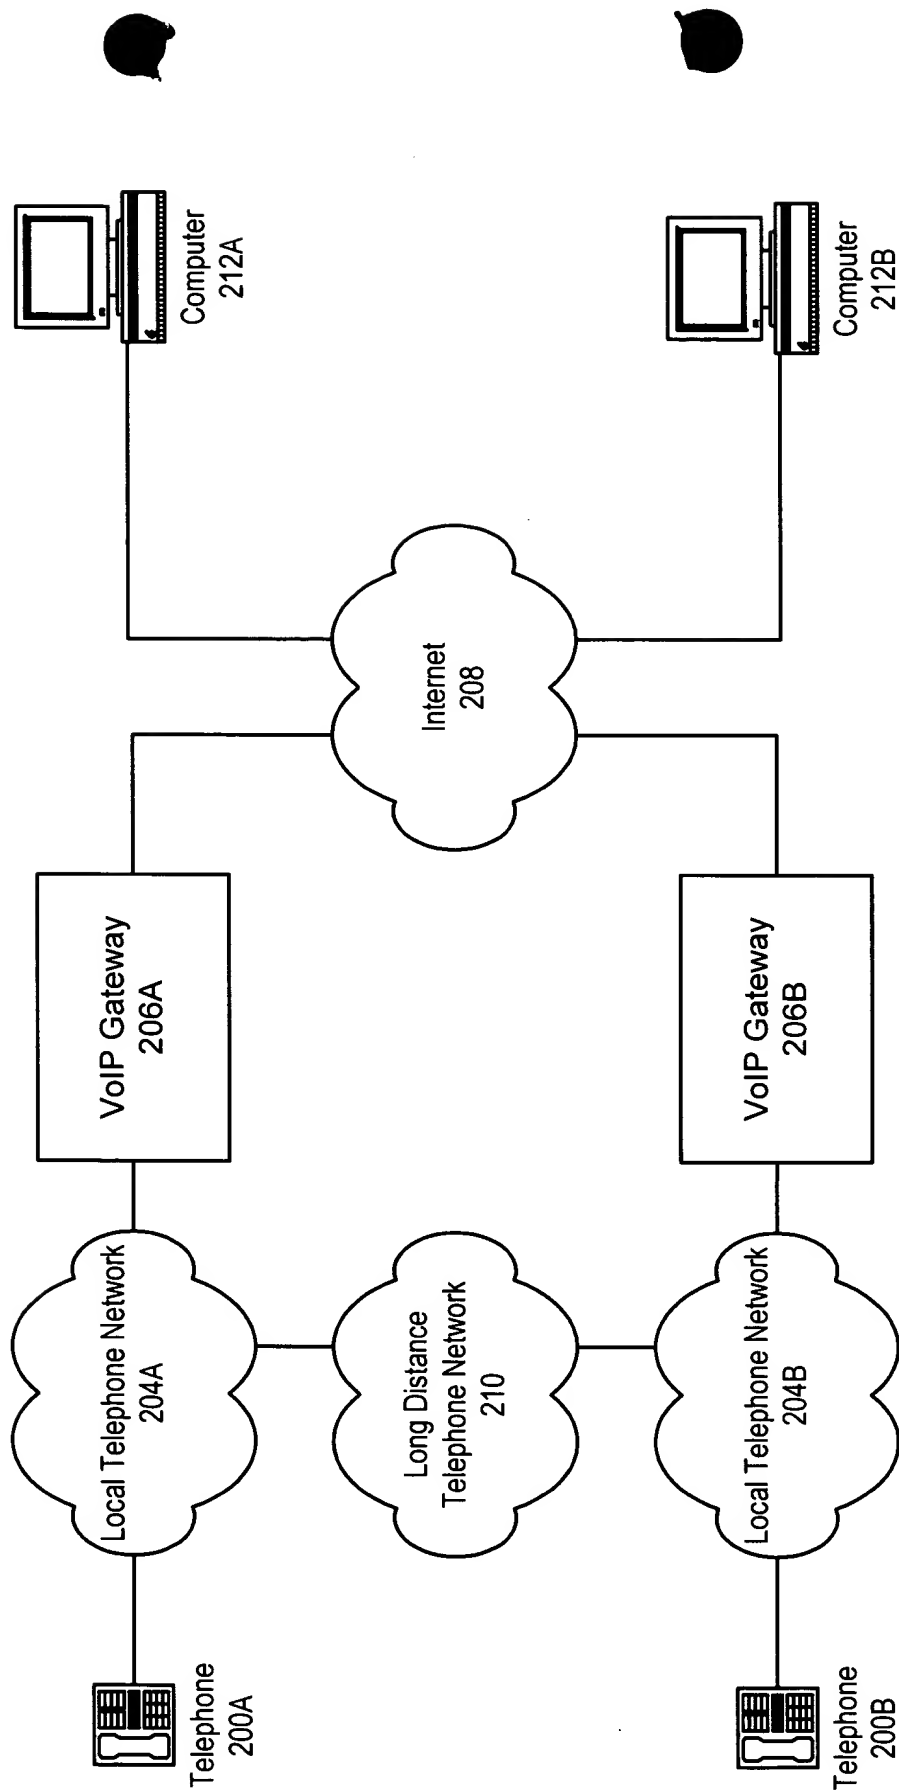 Telephone
200A
Local Telephone Network
204A
VoIP Gateway
206A
Computer
212A
Long Distance
Telephone Network
210
Internet
208
Telephone
200B
Local Telephone Network
204B
VoIP Gateway
206B
Computer
212B